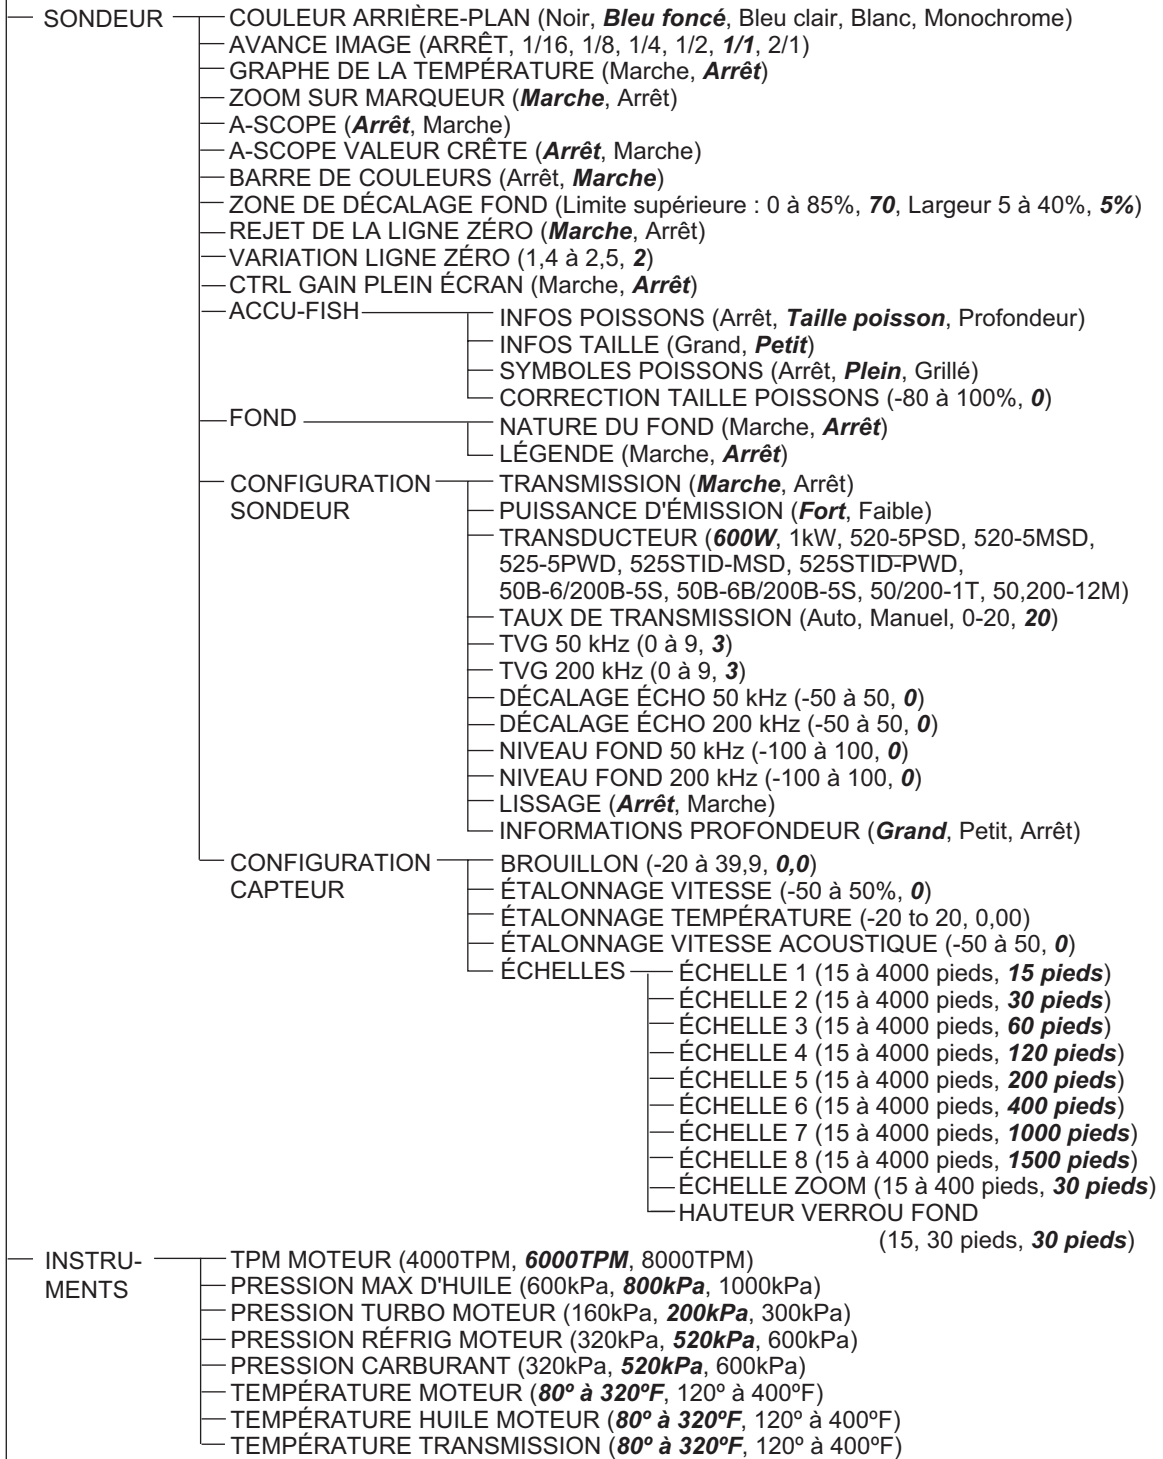 SONDEUR COULEUR ARRIÈRE-PLAN (Noir, Bleu foncé, Bleu clair, Blanc, Monochrome)
AVANCE IMAGE (ARRÊT, 1/16, 1/8, 1/4, 1/2, 1/1, 2/1)
GRAPHE DE LA TEMPÉRATURE (Marche, Arrêt)
ZOOM SUR MARQUEUR (Marche, Arrêt)
A-SCOPE (Arrêt, Marche)
A-SCOPE VALEUR CRÊTE (Arrêt, Marche)
BARRE DE COULEURS (Arrêt, Marche)
ZONE DE DÉCALAGE FOND (Limite supérieure : 0 à 85%, 70, Largeur 5 à 40%, 5%)
REJET DE LA LIGNE ZÉRO (Marche, Arrêt)
VARIATION LIGNE ZÉRO (1,4 à 2,5, 2)
CTRL GAIN PLEIN ÉCRAN (Marche, Arrêt)
ACCU-FISH INFOS POISSONS (Arrêt, Taille poisson, Profondeur)
INFOS TAILLE (Grand, Petit)
SYMBOLES POISSONS (Arrêt, Plein, Grillé)
CORRECTION TAILLE POISSONS (-80 à 100%, 0)
FOND NATURE DU FOND (Marche, Arrêt)
LÉGENDE (Marche, Arrêt)
CONFIGURATION TRANSMISSION (Marche, Arrêt)
SONDEUR PUISSANCE D'ÉMISSION (Fort, Faible)
TRANSDUCTEUR (600W, 1kW, 520-5PSD, 520-5MSD,
525-5PWD, 525STID-MSD, 525STID-PWD,
50B-6/200B-5S, 50B-6B/200B-5S, 50/200-1T, 50,200-12M)
TAUX DE TRANSMISSION (Auto, Manuel, 0-20, 20)
TVG 50 kHz (0 à 9, 3)
TVG 200 kHz (0 à 9, 3)
DÉCALAGE ÉCHO 50 kHz (-50 à 50, 0)
DÉCALAGE ÉCHO 200 kHz (-50 à 50, 0)
NIVEAU FOND 50 kHz (-100 à 100, 0)
NIVEAU FOND 200 kHz (-100 à 100, 0)
LISSAGE (Arrêt, Marche)
INFORMATIONS PROFONDEUR (Grand, Petit, Arrêt)
CONFIGURATION BROUILLON (-20 à 39,9, 0,0)
CAPTEUR ÉTALONNAGE VITESSE (-50 à 50%, 0)
ÉTALONNAGE TEMPÉRATURE (-20 to 20, 0,00)
ÉTALONNAGE VITESSE ACOUSTIQUE (-50 à 50, 0)
ÉCHELLES ÉCHELLE 1 (15 à 4000 pieds, 15 pieds)
ÉCHELLE 2 (15 à 4000 pieds, 30 pieds)
ÉCHELLE 3 (15 à 4000 pieds, 60 pieds)
ÉCHELLE 4 (15 à 4000 pieds, 120 pieds)
ÉCHELLE 5 (15 à 4000 pieds, 200 pieds)
ÉCHELLE 6 (15 à 4000 pieds, 400 pieds)
ÉCHELLE 7 (15 à 4000 pieds, 1000 pieds)
ÉCHELLE 8 (15 à 4000 pieds, 1500 pieds)
ÉCHELLE ZOOM (15 à 400 pieds, 30 pieds)
HAUTEUR VERROU FOND
(15, 30 pieds, 30 pieds)
INSTRU- TPM MOTEUR (4000TPM, 6000TPM, 8000TPM)
MENTS PRESSION MAX D'HUILE (600kPa, 800kPa, 1000kPa)
PRESSION TURBO MOTEUR (160kPa, 200kPa, 300kPa)
PRESSION RÉFRIG MOTEUR (320kPa, 520kPa, 600kPa)
PRESSION CARBURANT (320kPa, 520kPa, 600kPa)
TEMPÉRATURE MOTEUR (80º à 320ºF, 120º à 400ºF)
TEMPÉRATURE HUILE MOTEUR (80º à 320ºF, 120º à 400ºF)
TEMPÉRATURE TRANSMISSION (80º à 320ºF, 120º à 400ºF)